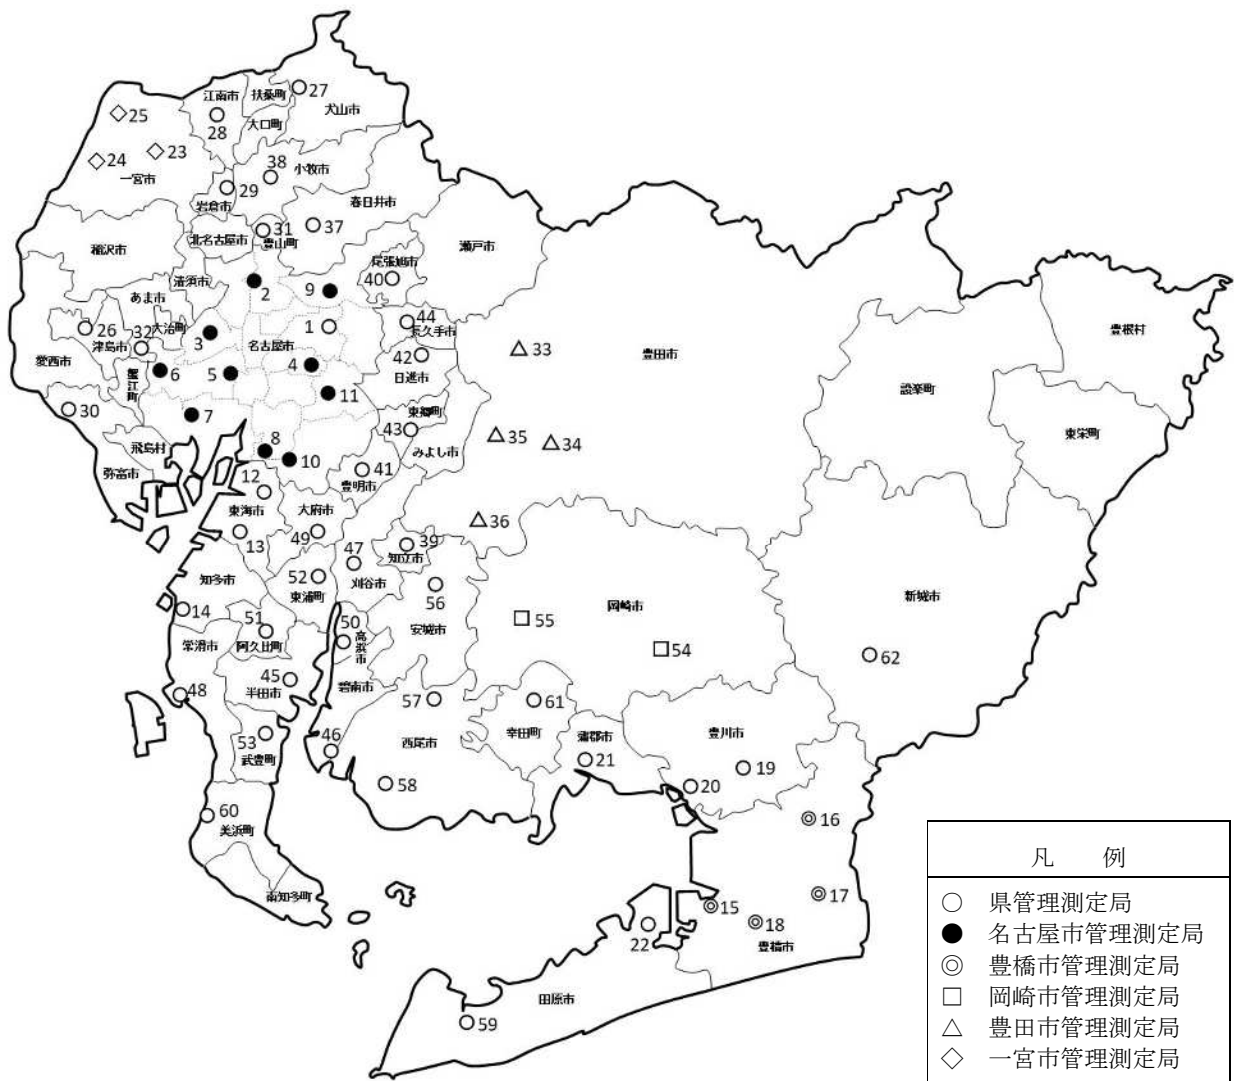 27
扶桑町
江南市
犬山市
25
28
大口町
23
24
38
小牧市
一宮市
29
春日井市
岩倉市
31
37
北名古屋市
豊山町
稲沢市
瀬戸市
尾張旭市
清須市
2
9
40
あま市
44
26
32
大治町
1
長久手市
豊根村
津島市
3
名古屋市
33
豊田市
愛西市
4
42
6
5
日進市
蟹江町
設楽町
11
30
7
東郷町
43
35
34
東栄町
飛島村
8
みよし市
弥富市
10
41
12
豊明市
東海市
大府市
36
13
49
47
39
知立市
知多市
52
刈谷市
東浦町
56
新城市
14
51
50
55
岡崎市
常滑市
阿久比町
高浜市
安城市
54
62
45
48
半田市
碧南市
57
61
53
46
西尾市
幸田町
蒲郡市
豊川市
武豊町
21
19
58
20
60
16
美浜町
南知多町
17
15
18
22
豊橋市
田原市
59
凡 例
○ 県管理測定局
● 名古屋市管理測定局
◎ 豊橋市管理測定局
□ 岡崎市管理測定局
△ 豊田市管理測定局
◇ 一宮市管理測定局